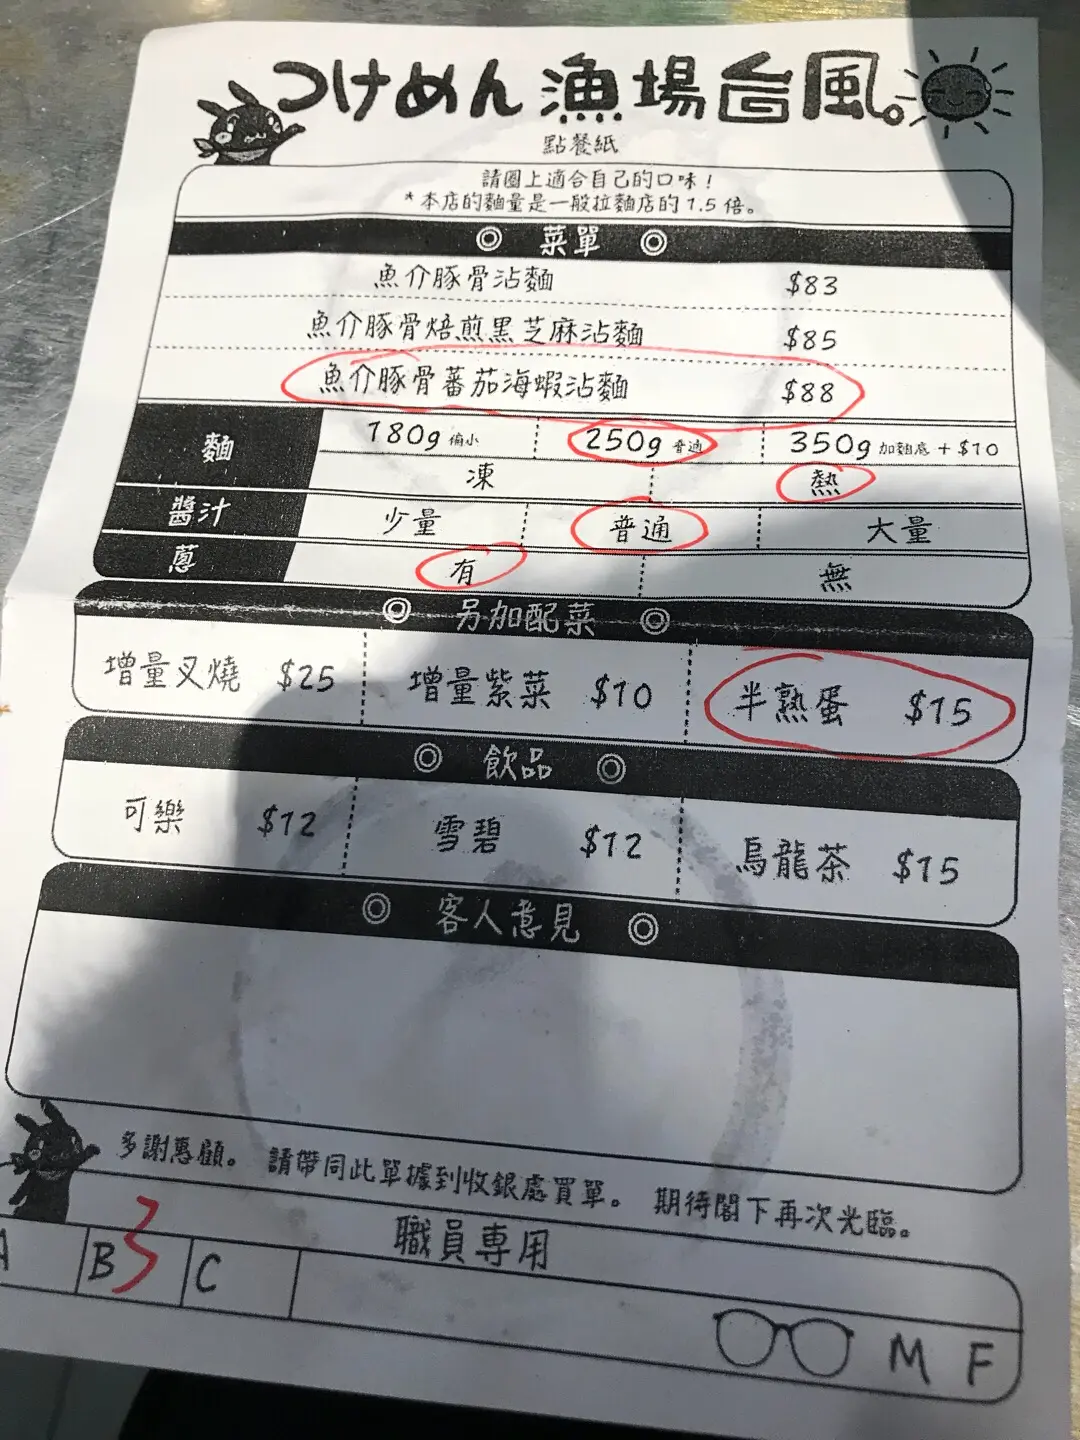 つけめん 漁場台風。
點餐紙
請圈上適合自己的口味！
*本店的麵量是一般拉麵店的1.5倍。
◎ 菜單 ◎
魚介豚骨沾麵 $83
魚介豚骨焙煎黑芝麻沾麵 $85
魚介豚骨蕃茄海蝦沾麵 $88
麵 180g 偏小 250g 普通 350g 加麵底 + $10
凍 熱
醬汁 少量 普通 大量
蔥 有 無
◎ 另加配菜 ◎
增量叉燒 $25 增量紫菜 $10 半熟蛋 $15
◎ 飲品 ◎
可樂 $12 雪碧 $12 烏龍茶 $15
◎ 客人意見 ◎
多謝惠顧。 請帶同此單據到收銀處買單。 期待閣下再次光臨。
職員專用
A B 3 C
M F